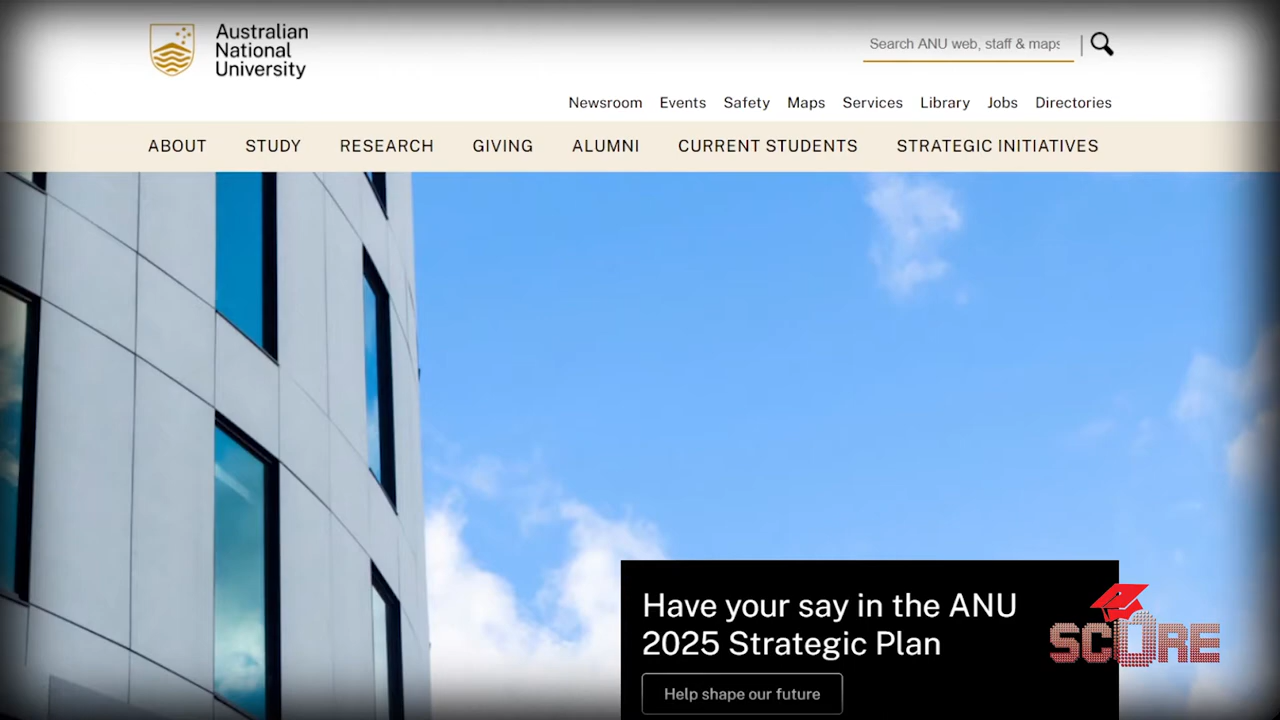 Australian
National
University
Search ANU web, staff & maps
Newsroom Events Safety Maps Services Library Jobs Directories
ABOUT STUDY RESEARCH GIVING ALUMNI CURRENT STUDENTS STRATEGIC INITIATIVES
Have your say in the ANU
2025 Strategic Plan
Help shape our future
SCORE